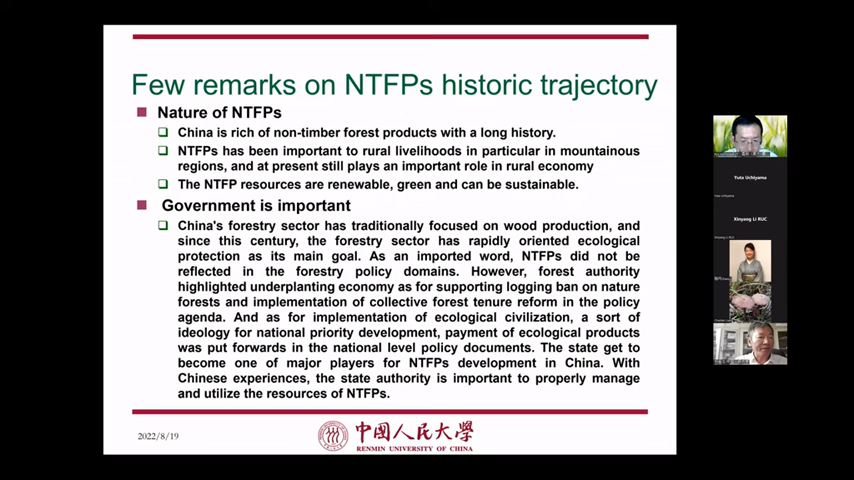 Few remarks on NTFPs historic trajectory
Nature of NTFPs
China is rich of non-timber forest products with a long history.
NTFPs has been important to rural livelihoods in particular in mountainous
regions, and at present still plays an important role in rural economy
The NTFP resources are renewable, green and can be sustainable.
Government is important
China's forestry sector has traditionally focused on wood production, and
since this century, the forestry sector has rapidly oriented ecological
protection as its main goal. As an imported word, NTFPs did not be
reflected in the forestry policy domains. However, forest authority
highlighted underplanting economy as for supporting logging ban on nature
forests and implementation of collective forest tenure reform in the policy
agenda. And as for implementation of ecological civilization, a sort of
ideology for national priority development, payment of ecological products
was put forwards in the national level policy documents. The state get to
become one of major players for NTFPs development in China. With
Chinese experiences, the state authority is important to properly manage
and utilize the resources of NTFPs.
2022/8/19
中国人民大学
RENMIN UNIVERSITY OF CHINA
Yuta Uchiyama
Yuta Uchiyama
Xinyang Li RUC
Xinyang Li RUC